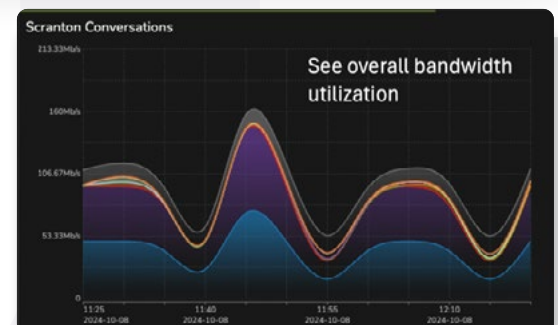 Scranton Conversations
213.33Mb/s
See overall bandwidth
utilization
160Mb/s
106.67Mb/s
53.33Mb/s
0
11:25 11:40 11:55 12:10
2024-10-08 2024-10-08 2024-10-08 2024-10-08